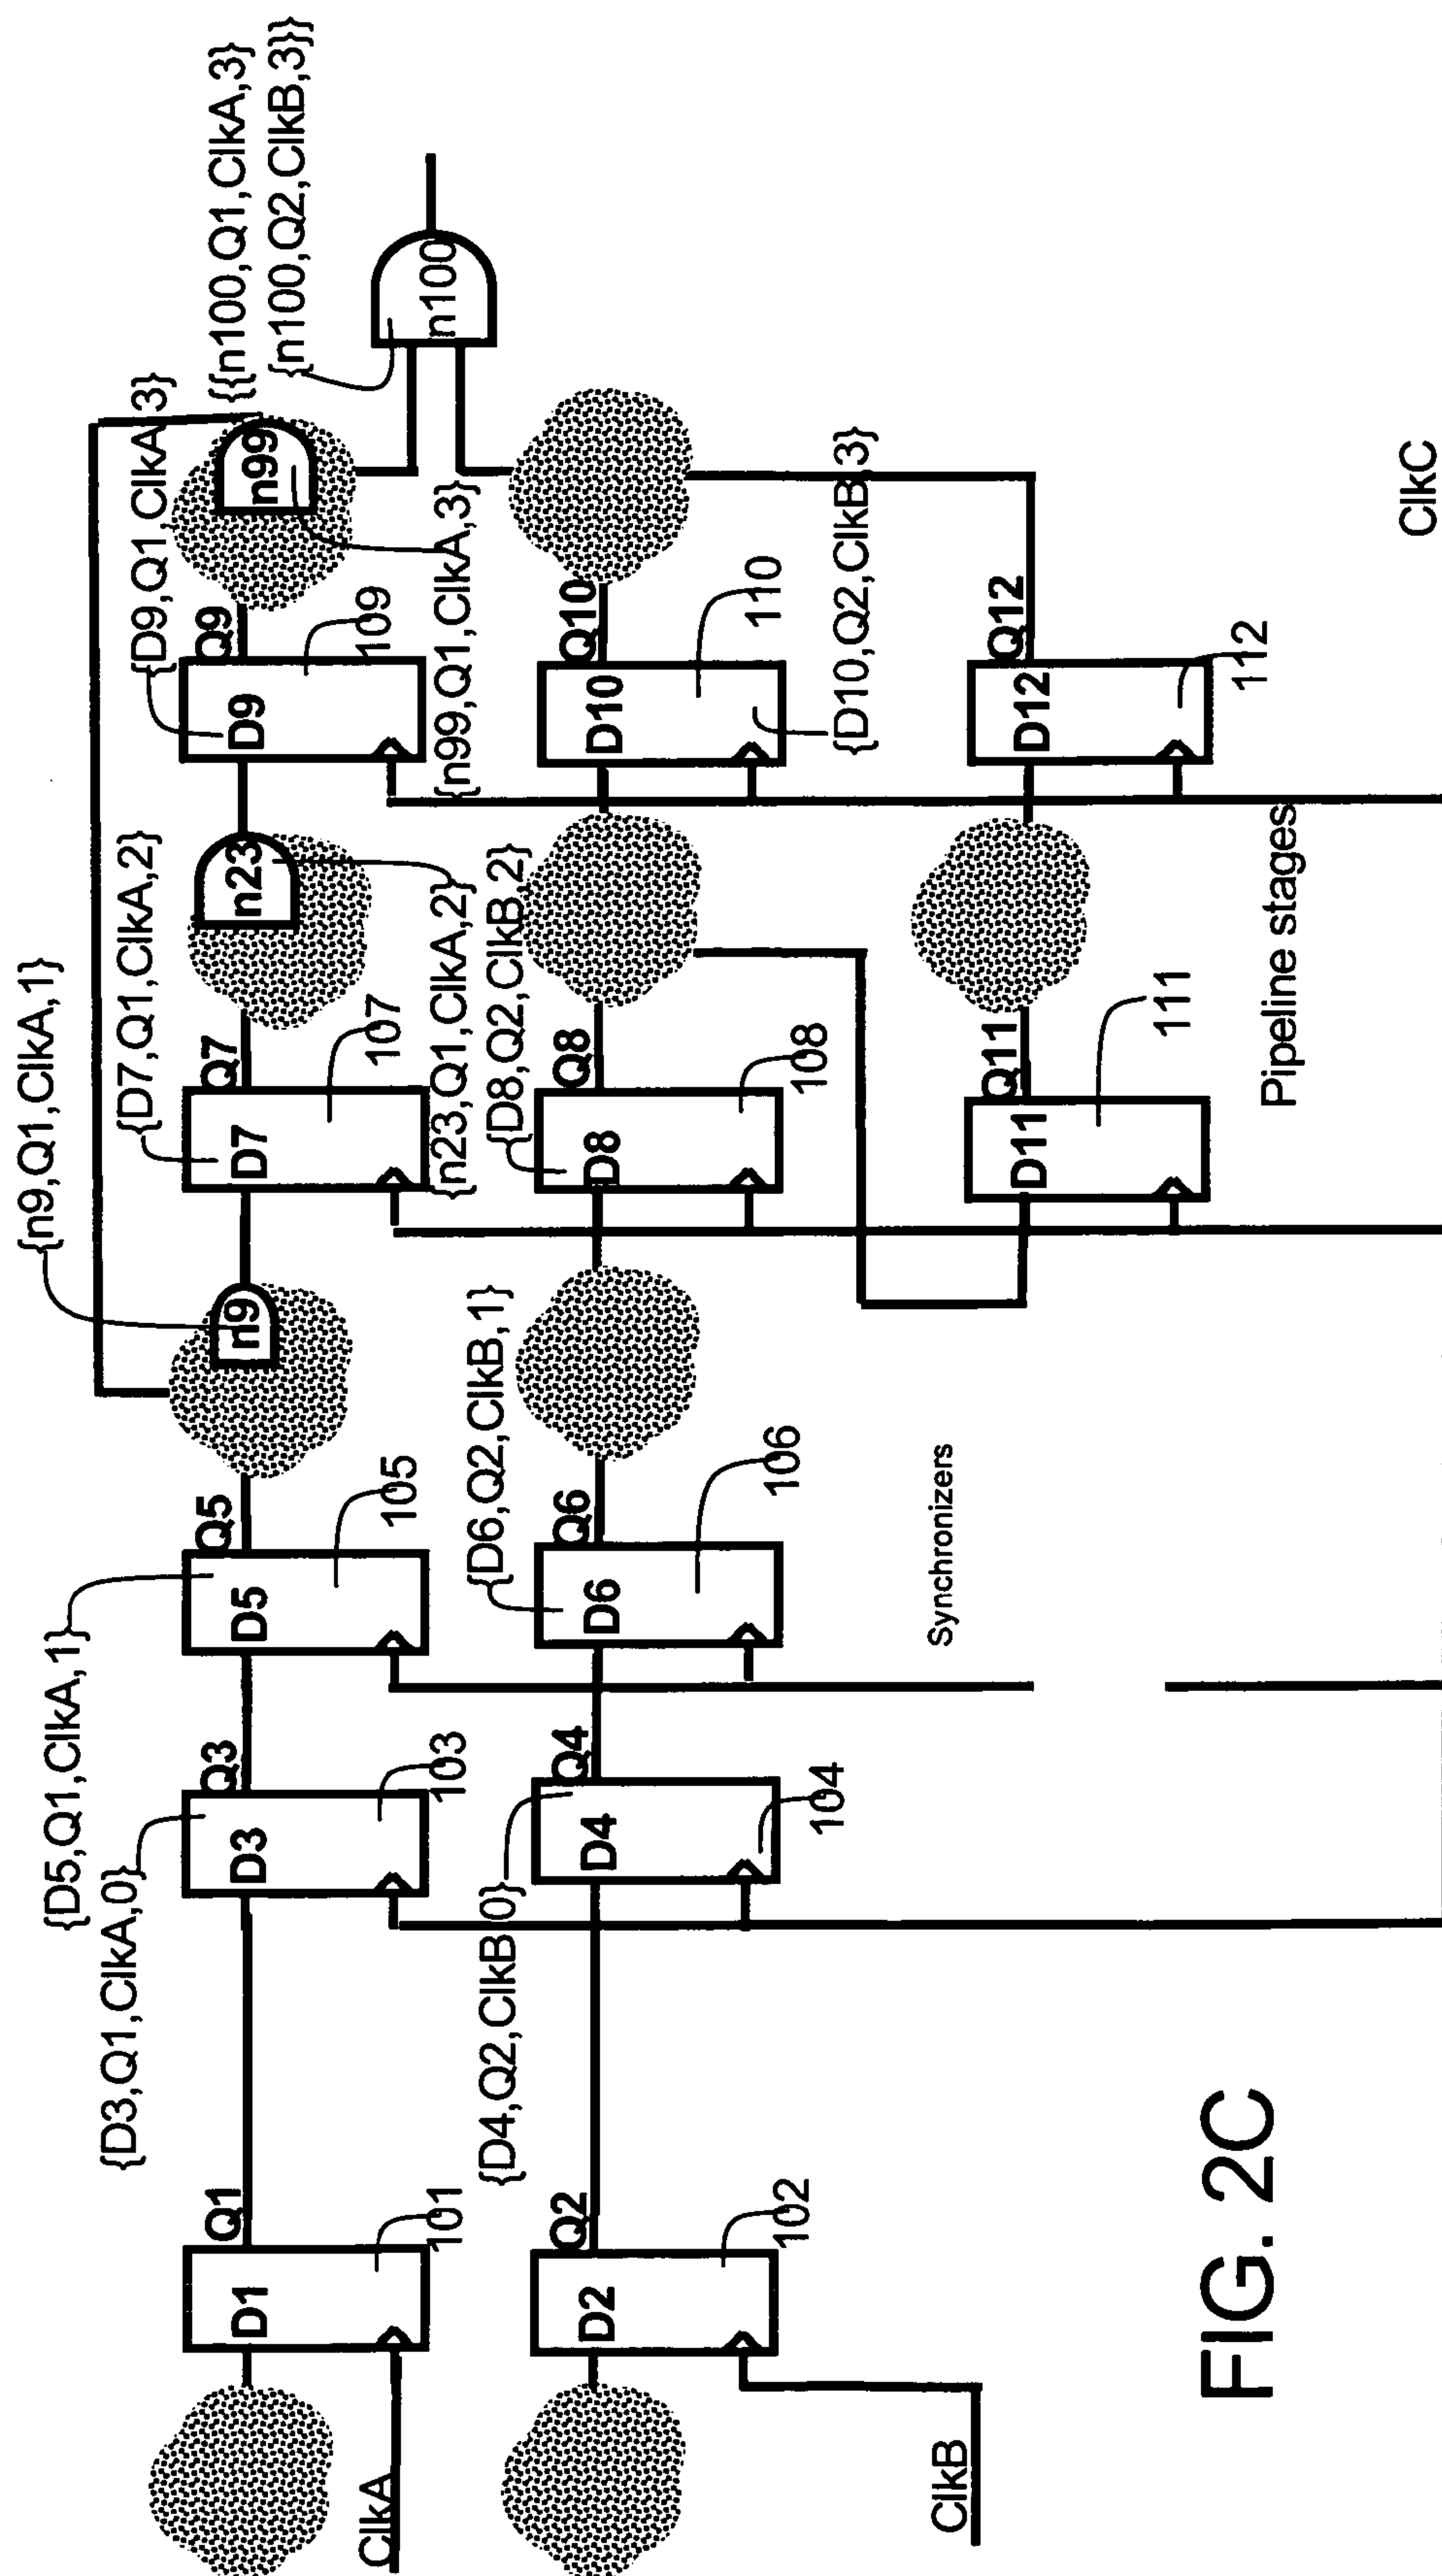 {n9,Q1,ClkA,1}
{D5,Q1,ClkA,1}
{D3,Q1,ClkA,0}
{D7,Q1,ClkA,2}
{D9,Q1,ClkA,3}
{{n100,Q1,ClkA,3}
{n100,Q2,ClkB,3}}
Q1
Q3
Q5
Q7
Q9
D1
D3
D5
n9
D7
n23
D9
n99
ClkA
101
103
105
107
109
n100
{n23,Q1,ClkA,2}
{n99,Q1,ClkA,3}
{D4,Q2,ClkB,0}
{D6,Q2,ClkB,1}
{D8,Q2,ClkB,2}
Q2
Q4
Q6
Q8
Q10
D2
D4
D6
D8
D10
102
104
106
108
110
{D10,Q2,ClkB,3}
ClkB
Synchronizers
Q11
Q12
D11
D12
111
112
Pipeline stages
FIG. 2C
ClkC